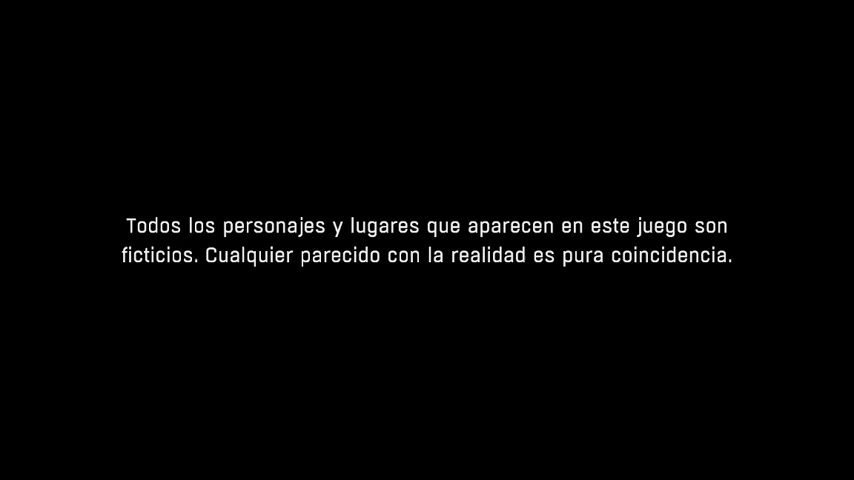 Todos los personajes y lugares que aparecen en este juego son
ficticios. Cualquier parecido con la realidad es pura coincidencia.